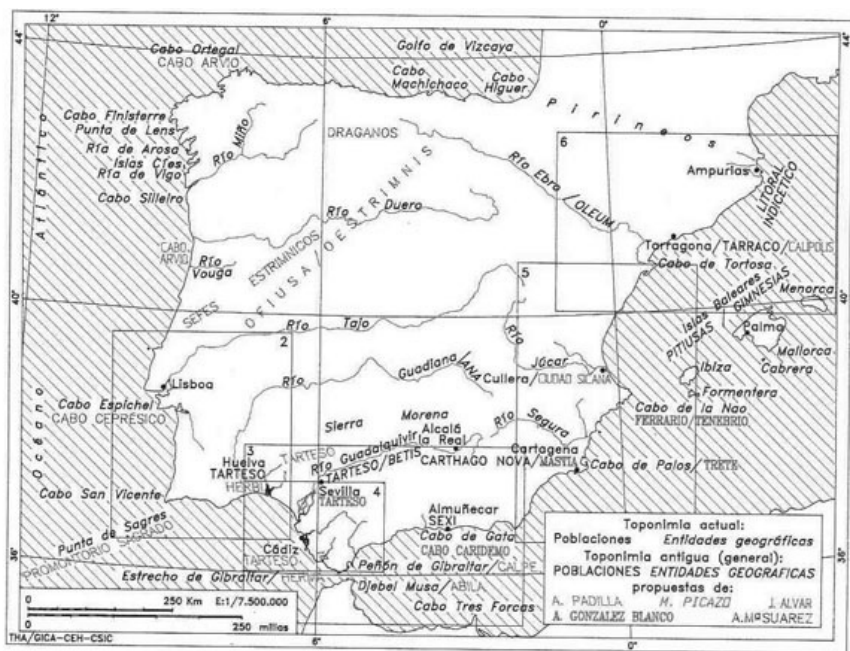 12°
6°
0°
44°
44°
Cabo Ortegal
CABO ARVIO
Golfo de Vizcaya
Cabo
Machichaco
Cabo
Higuer
Pirineos
Atlántico
Cabo Finisterre
Punta de Lens
Ría de Arosa
Islas Cíes
Ría de Vigo
Cabo Silleiro
Río Miño
DRAGANOS
6
Río Ebro/OLEUM
Ampurias
LITORAL
INDICETICO
Río Duero
ESTRIMNICOS
OFIUSA/OESTRIMNIS
CABO
ARVIO
Río
Vouga
Tarragona/TARRACO/CALIPOLIS
Cabo de Tortosa
5
40°
40°
SEFES
Río Tajo
Islas Baleares
PITIUSAS GIMNESIAS
Menorca
Palma
Mallorca
Cabrera
2
Río
Júcar
Cullera/CIUDAD SICANA
Ibiza
Formentera
Lisboa
Río Guadiana/ANA
Cabo Espichel
CABO CEPRÉSICO
Océano
Cabo de la Nao
FERRARIO/TENEBRIO
Sierra Morena
Alcalá
la Real
Río Segura
3
TARTESO
Río Guadalquivir
TARTESO/BETIS
Cartagena
CARTHAGO NOVA/MASTIA
Cabo de Palos/TRETE
Huelva
TARTESO
HERBI
Sevilla
TARTESO
4
Cabo San Vicente
Almuñecar
SEXI
Cabo de Gata
CABO CARIDEMO
Punta de Sagres
PROMONTORIO SAGRADO
Cádiz
TARTESO
36°
36°
Peñón de Gibraltar/CALPE
Estrecho de Gibraltar/HERMA
Djebel Musa/ABILA
Cabo Tres Forcas
Toponimia actual:
Poblaciones Entidades geográficas
Toponimia antigua (general):
POBLACIONES ENTIDADES GEOGRAFICAS
propuestas de:
A. PADILLA M. PICAZO J. ALVAR
A. GONZALEZ BLANCO A.Mª SUAREZ
0 250 Km E:1/7.500.000
0 250 millas
THA/GICA-CEH-CSIC
6°
0°